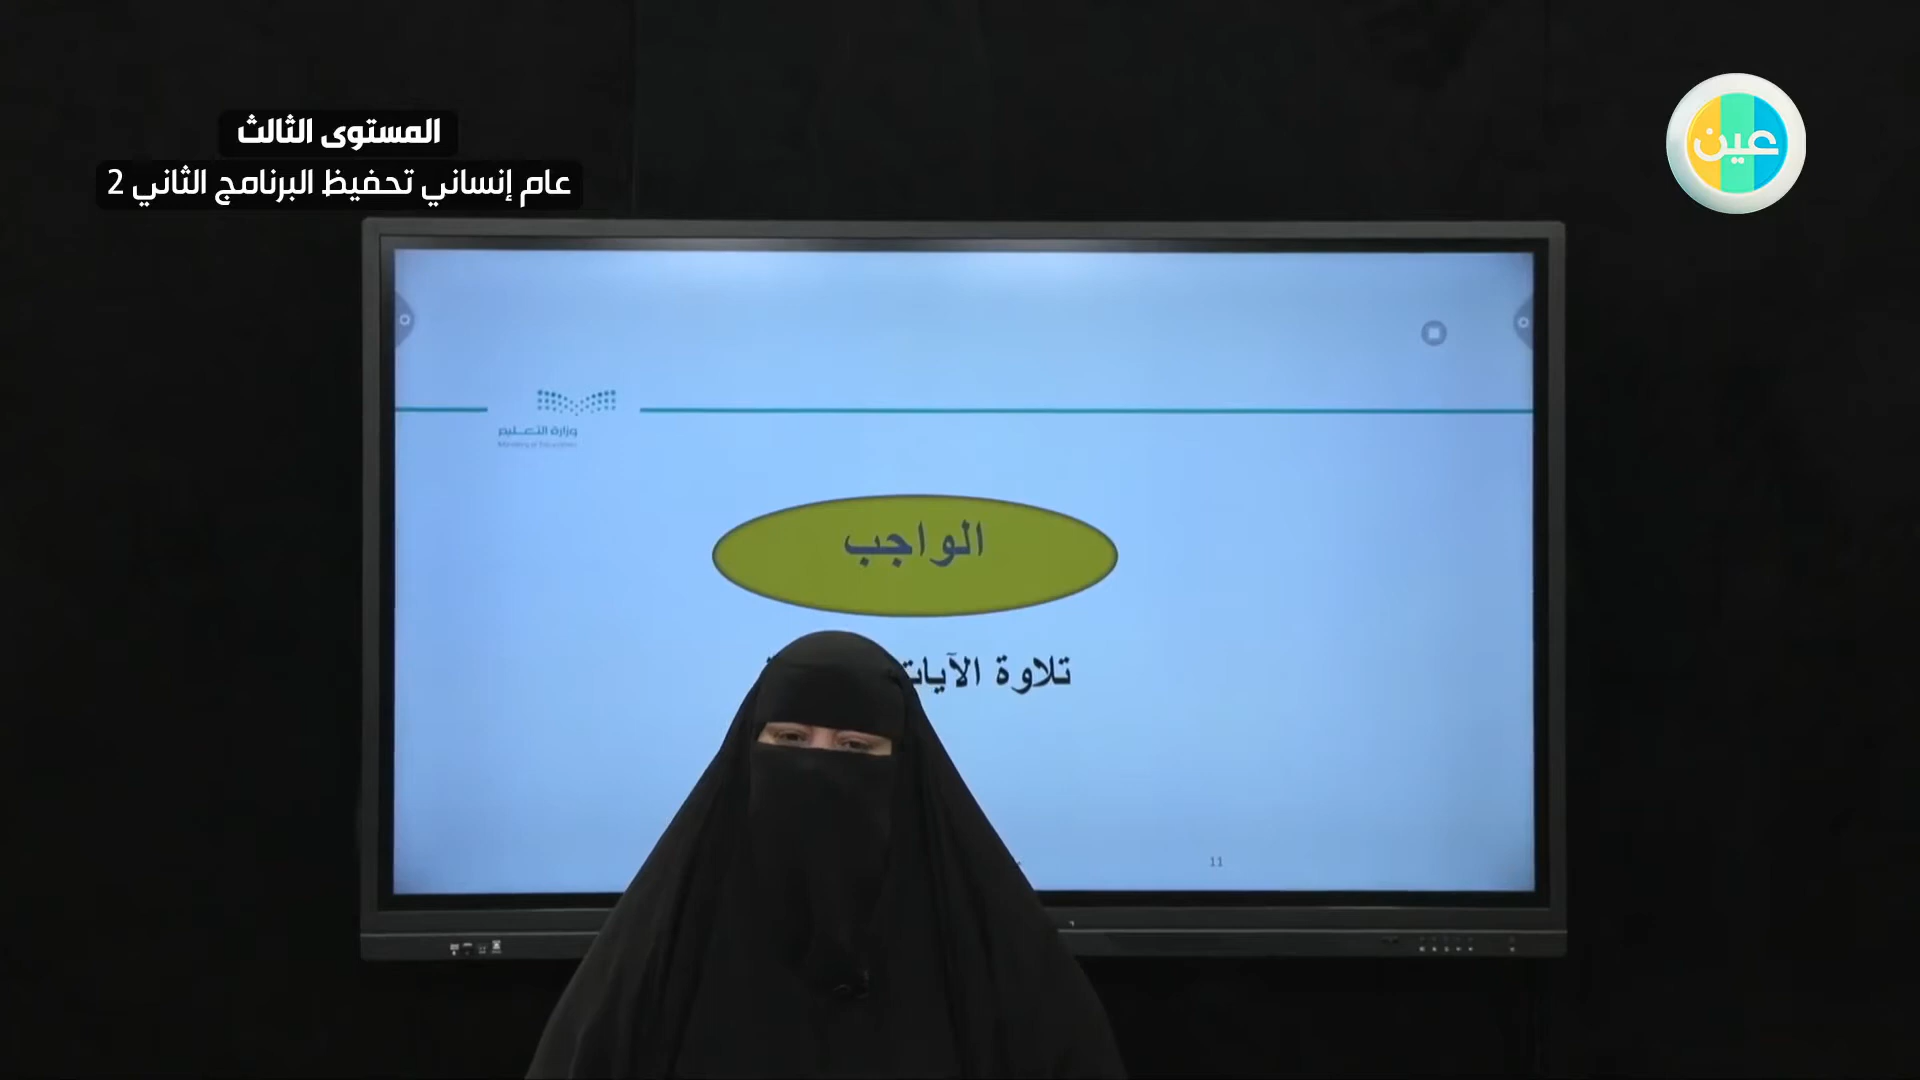 المستوى الثالث
عام إنساني تحفيظ البرنامج الثاني 2
عين
وزارة التعليم
الواجب
تلاوة الآيات
11